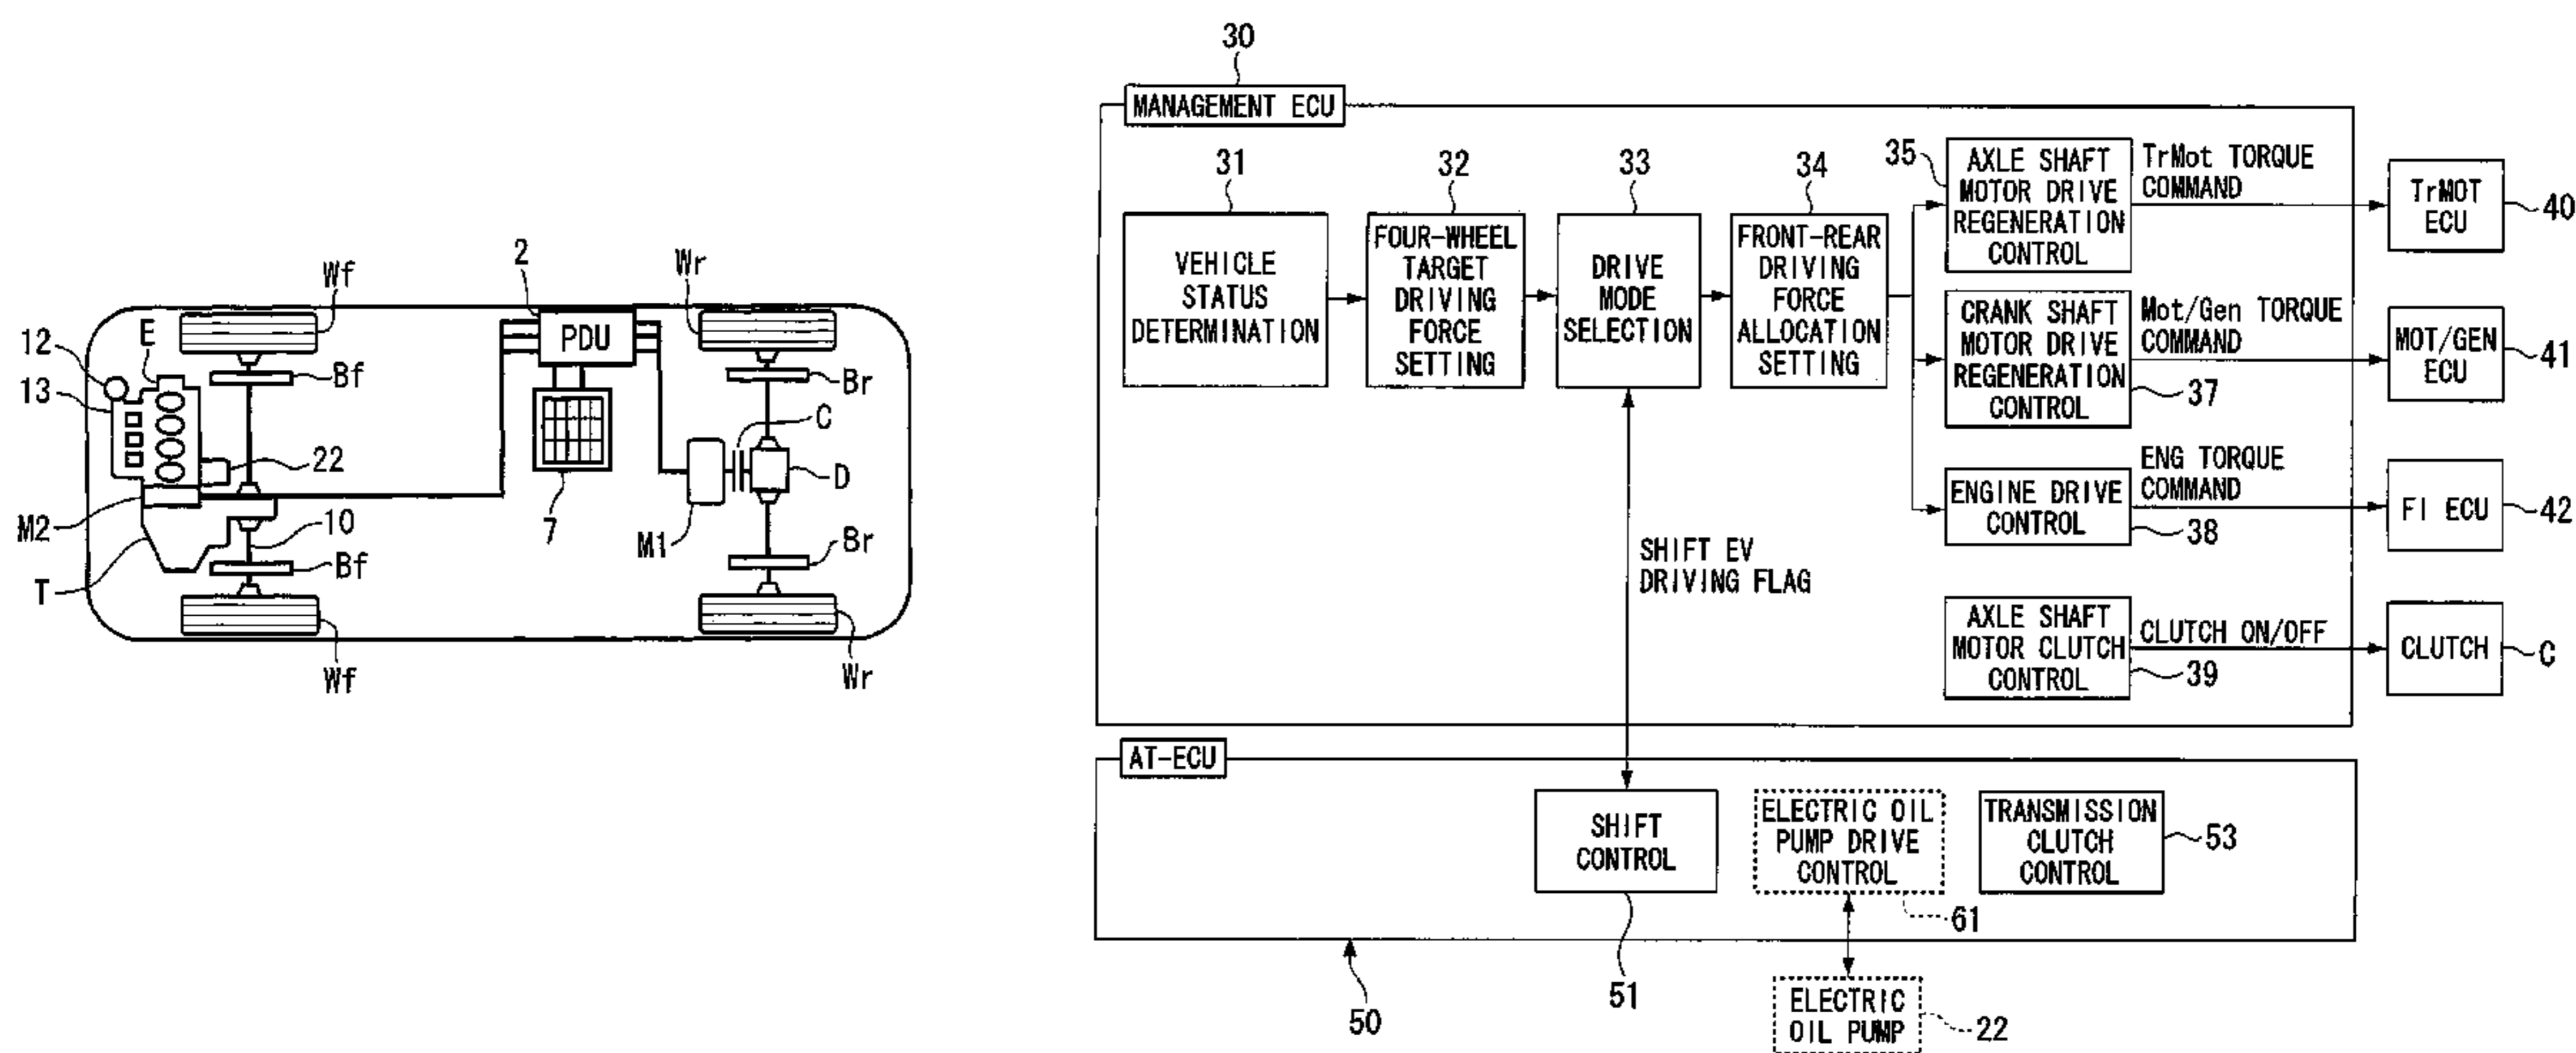 2
Wf
Wr
12
E
PDU
13
Bf
Br
C
22
D
M2
10
7
M1
T
Bf
Br
Wf
Wr
30
MANAGEMENT ECU
31
VEHICLE
STATUS
DETERMINATION
32
FOUR-WHEEL
TARGET
DRIVING
FORCE
SETTING
33
DRIVE
MODE
SELECTION
34
FRONT-REAR
DRIVING
FORCE
ALLOCATION
SETTING
35
AXLE SHAFT
MOTOR DRIVE
REGENERATION
CONTROL
TrMot TORQUE
COMMAND
TrMOT
ECU
40
CRANK SHAFT
MOTOR DRIVE
REGENERATION
CONTROL
37
Mot/Gen TORQUE
COMMAND
MOT/GEN
ECU
41
ENGINE DRIVE
CONTROL
38
ENG TORQUE
COMMAND
FI ECU
42
SHIFT EV
DRIVING FLAG
AXLE SHAFT
MOTOR CLUTCH
CONTROL
39
CLUTCH ON/OFF
CLUTCH
C
AT-ECU
SHIFT
CONTROL
51
ELECTRIC OIL
PUMP DRIVE
CONTROL
61
TRANSMISSION
CLUTCH
CONTROL
53
50
ELECTRIC
OIL PUMP
22